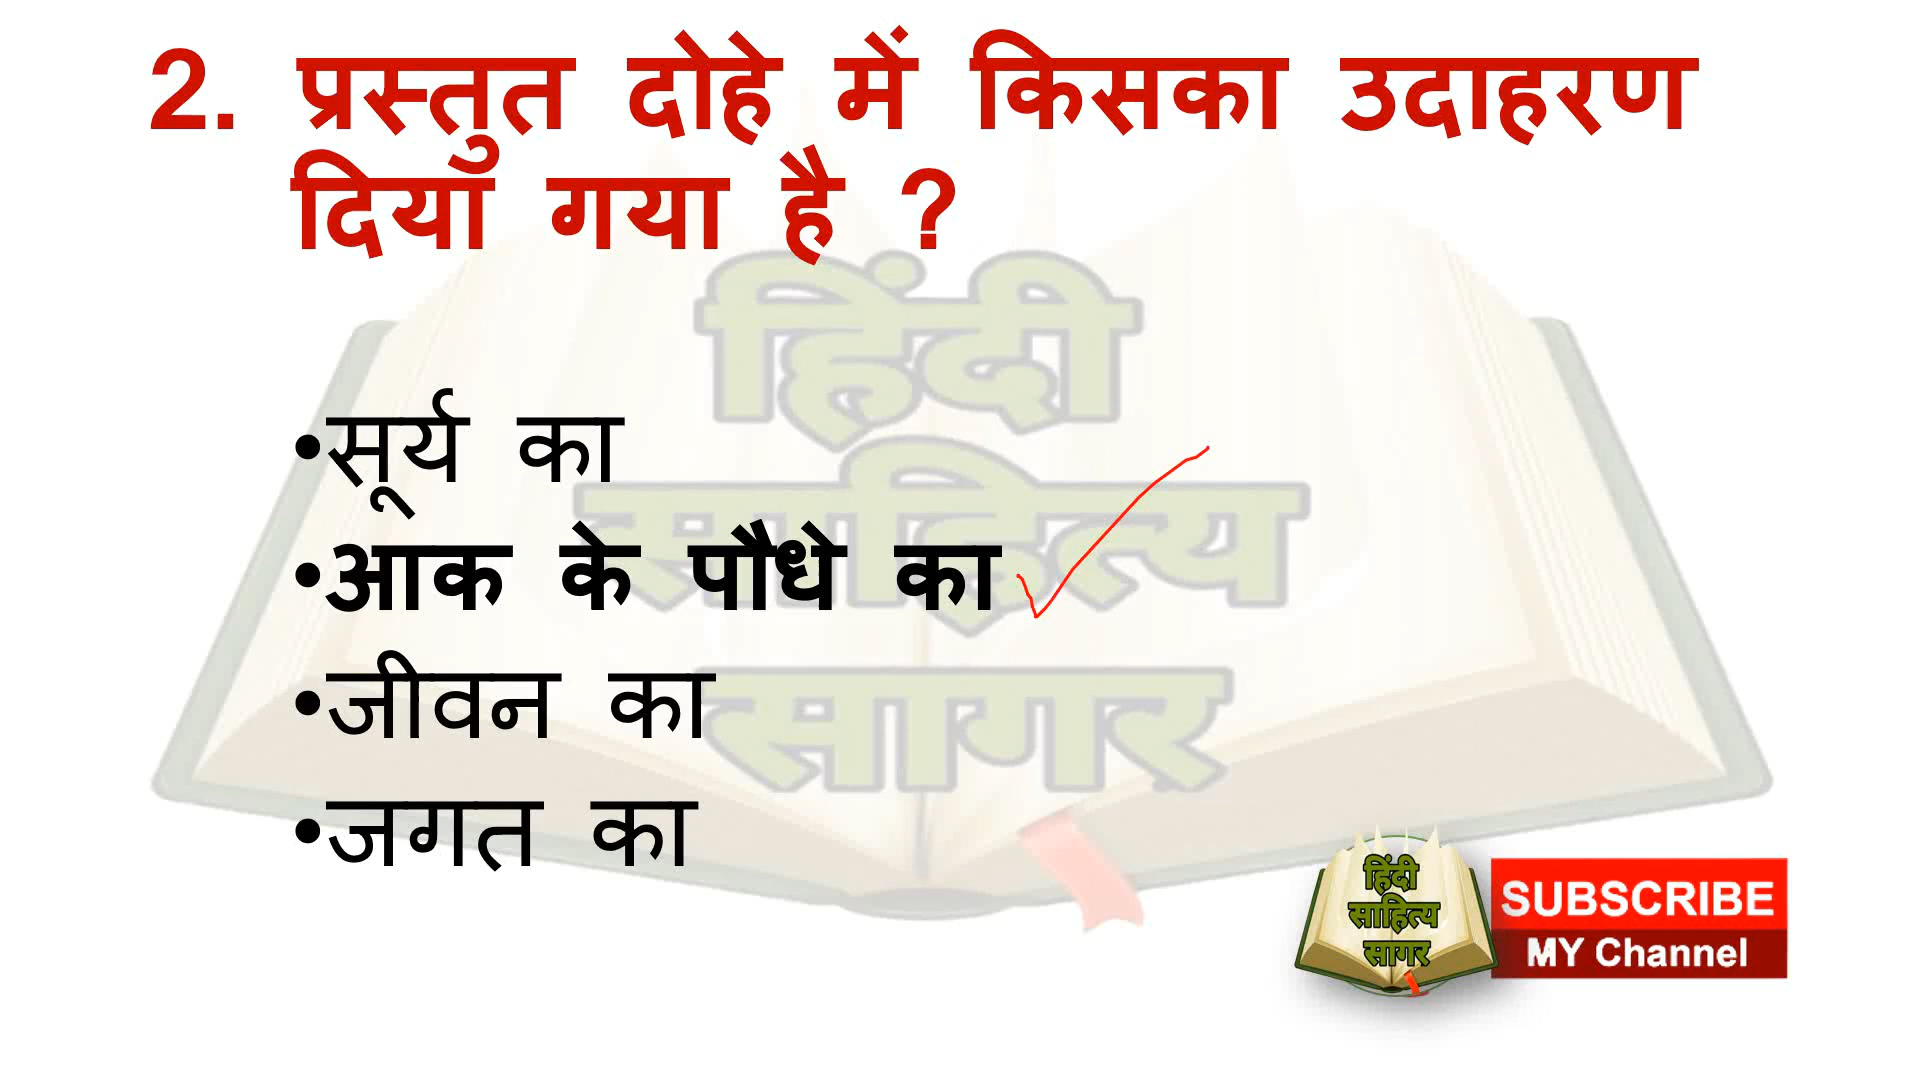 2. प्रस्तुत दोहे में किसका उदाहरण
दिया गया है ?
हिंदी
साहित्य
सागर
•सूर्य का
•आक के पौधे का
•जीवन का
•जगत का
हिंदी
साहित्य
सागर
SUBSCRIBE
MY Channel